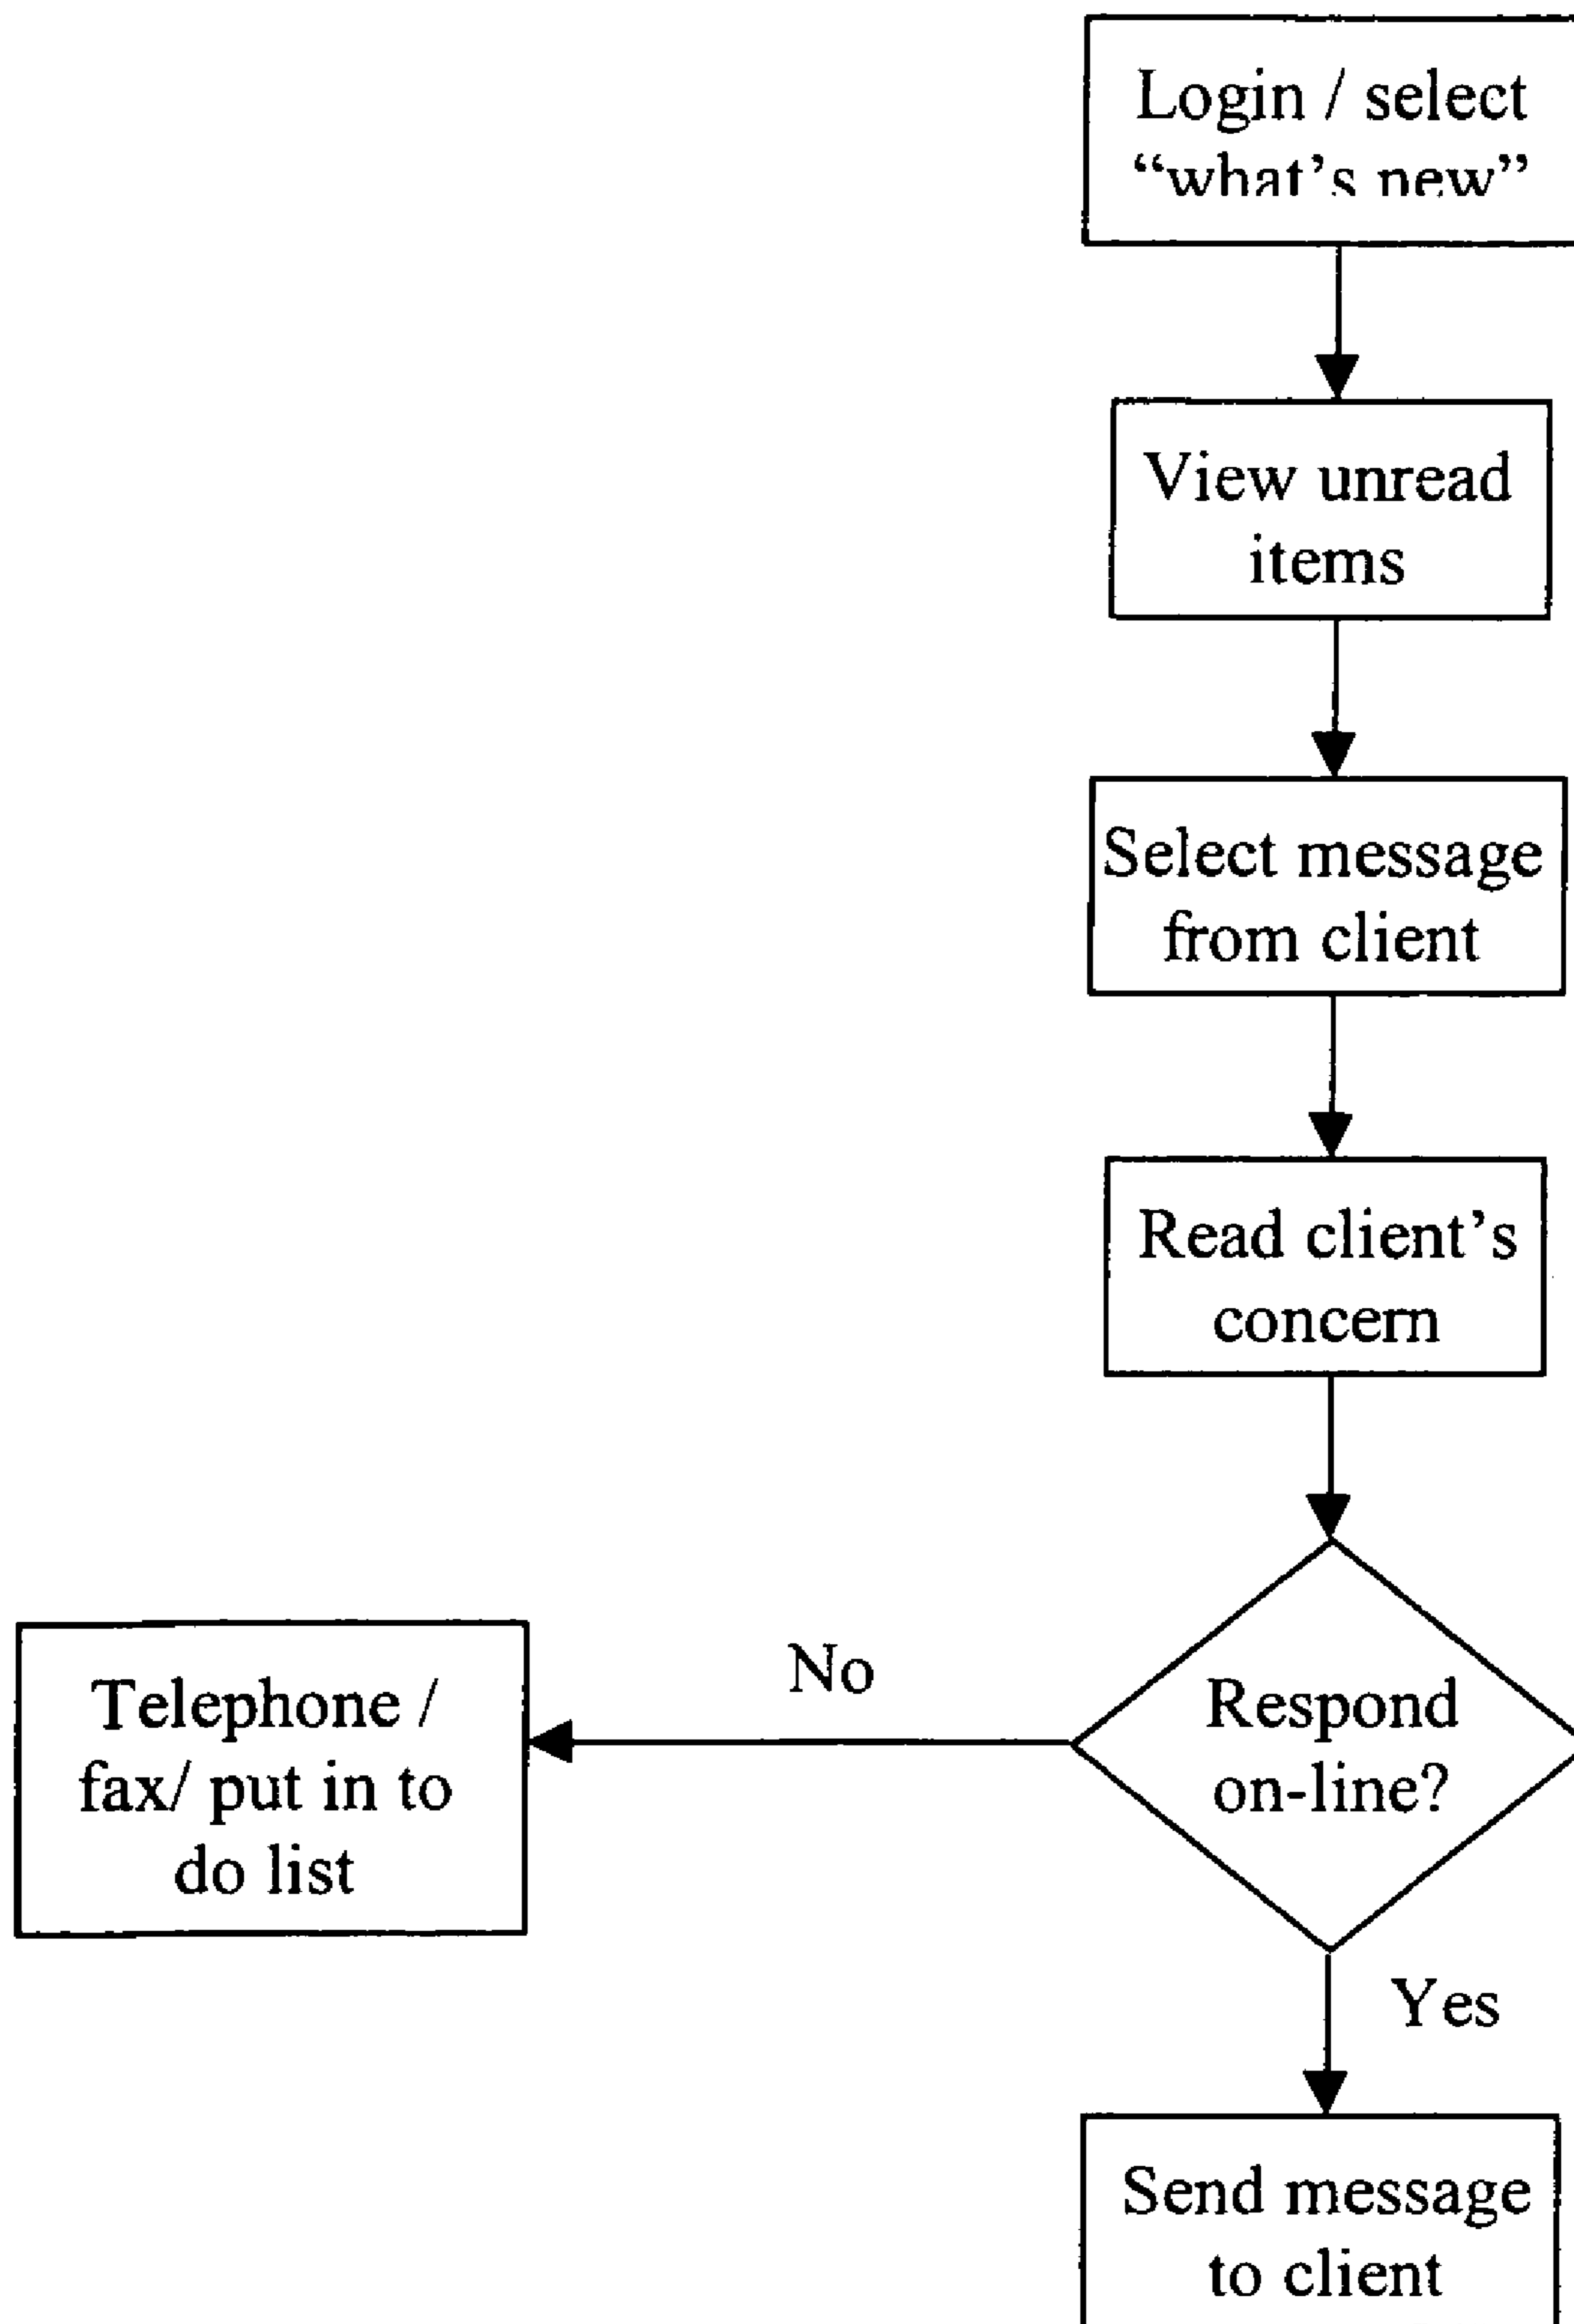 Login / select
“what’s new”
View unread
items
Select message
from client
Read client’s
concern
Respond
on-line?
No
Telephone /
fax/ put in to
do list
Yes
Send message
to client